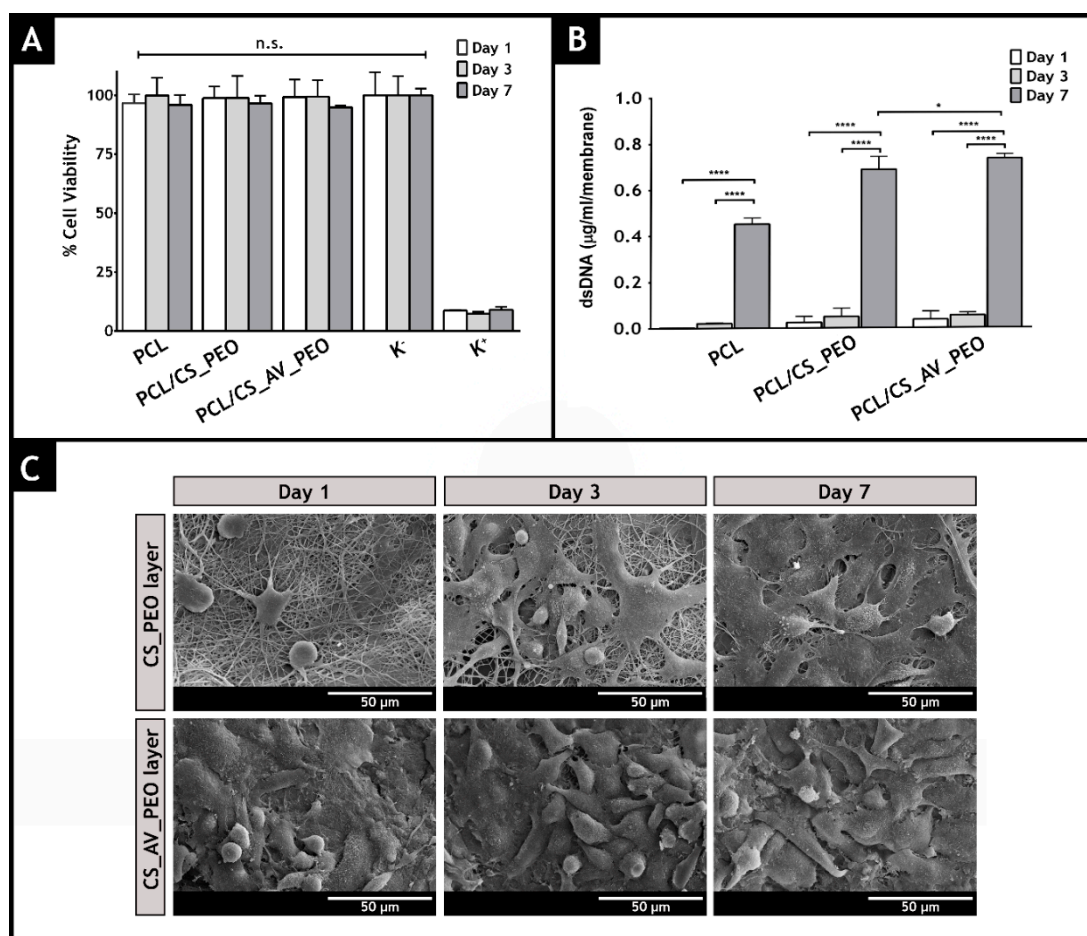 A
n.s.
Day 1
Day 3
Day 7
% Cell Viability
100
75
50
25
0
PCL
PCL/CS_PEO
PCL/CS_AV_PEO
K-
K+
B
Day 1
Day 3
Day 7
dsDNA (µg/ml/membrane)
1.0
0.8
0.6
0.4
0.2
0.0
****
****
****
****
*
****
****
PCL
PCL/CS_PEO
PCL/CS_AV_PEO
C
Day 1
Day 3
Day 7
CS_PEO layer
50 µm
50 µm
50 µm
CS_AV_PEO layer
50 µm
50 µm
50 µm